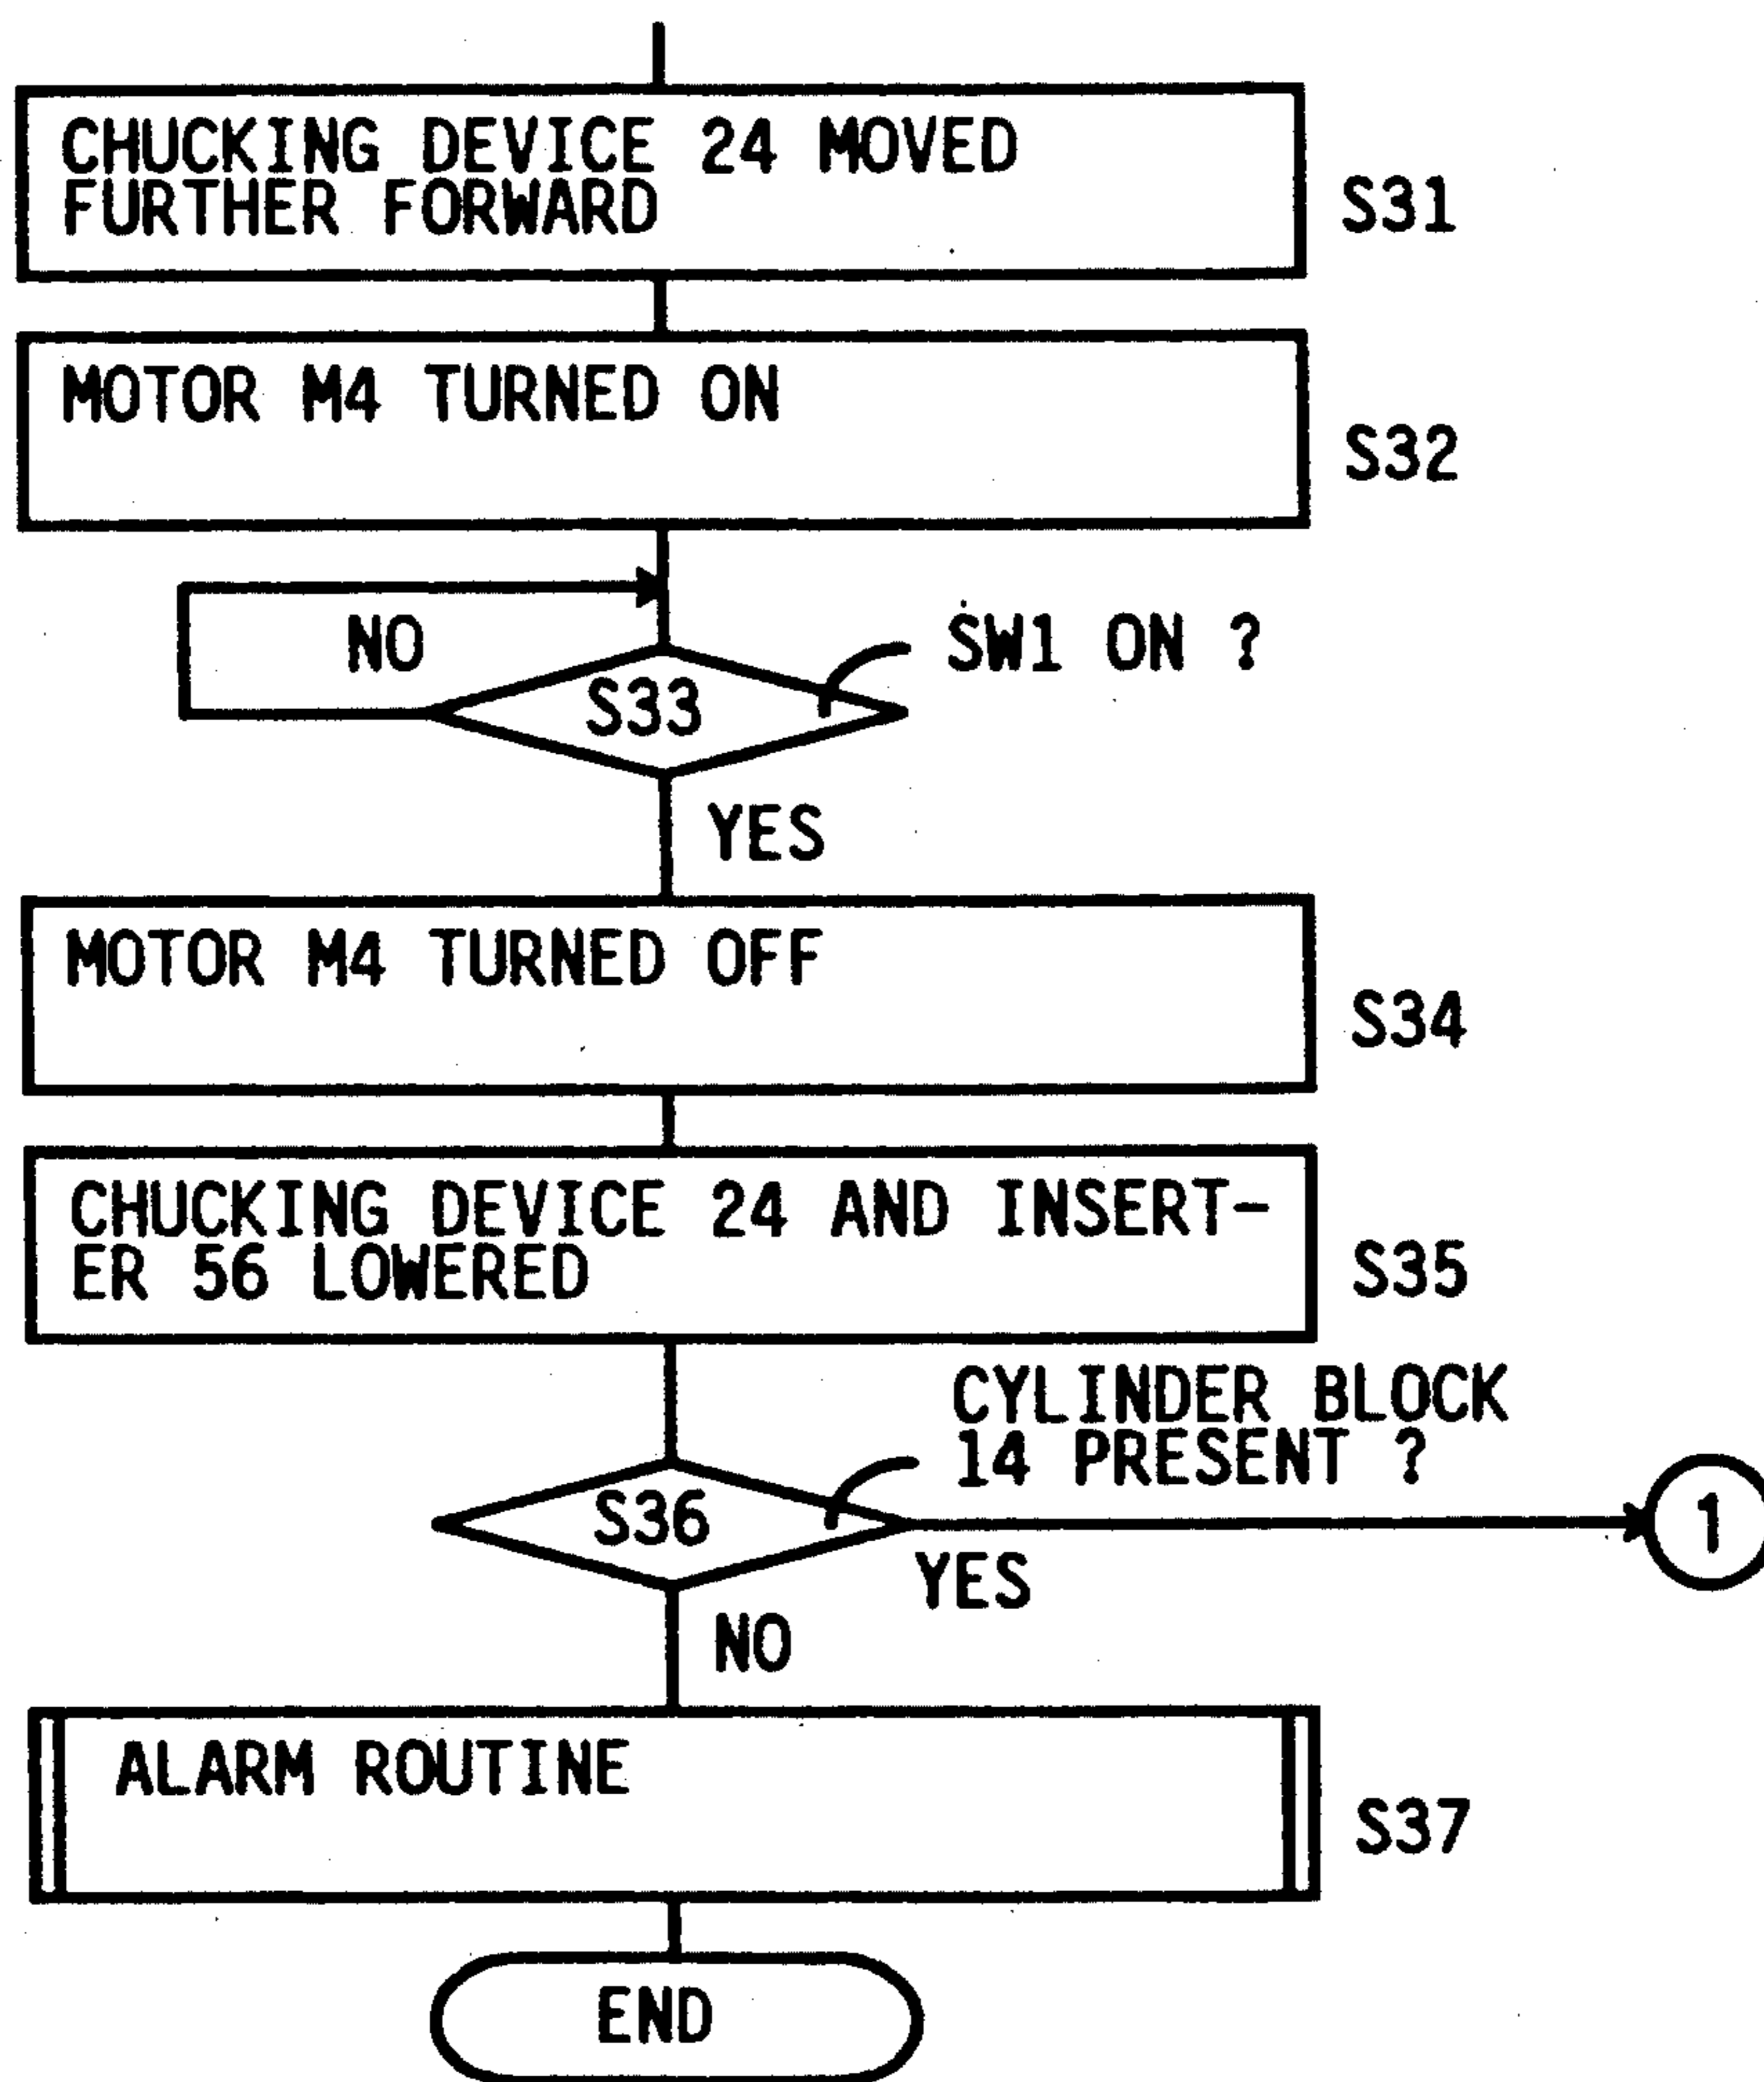 CHUCKING DEVICE 24 MOVED
FURTHER FORWARD
S31
MOTOR M4 TURNED ON
S32
NO
SW1 ON ?
S33
YES
MOTOR M4 TURNED OFF
S34
CHUCKING DEVICE 24 AND INSERT-
ER 56 LOWERED
S35
CYLINDER BLOCK
14 PRESENT ?
S36
1
YES
NO
ALARM ROUTINE
S37
END